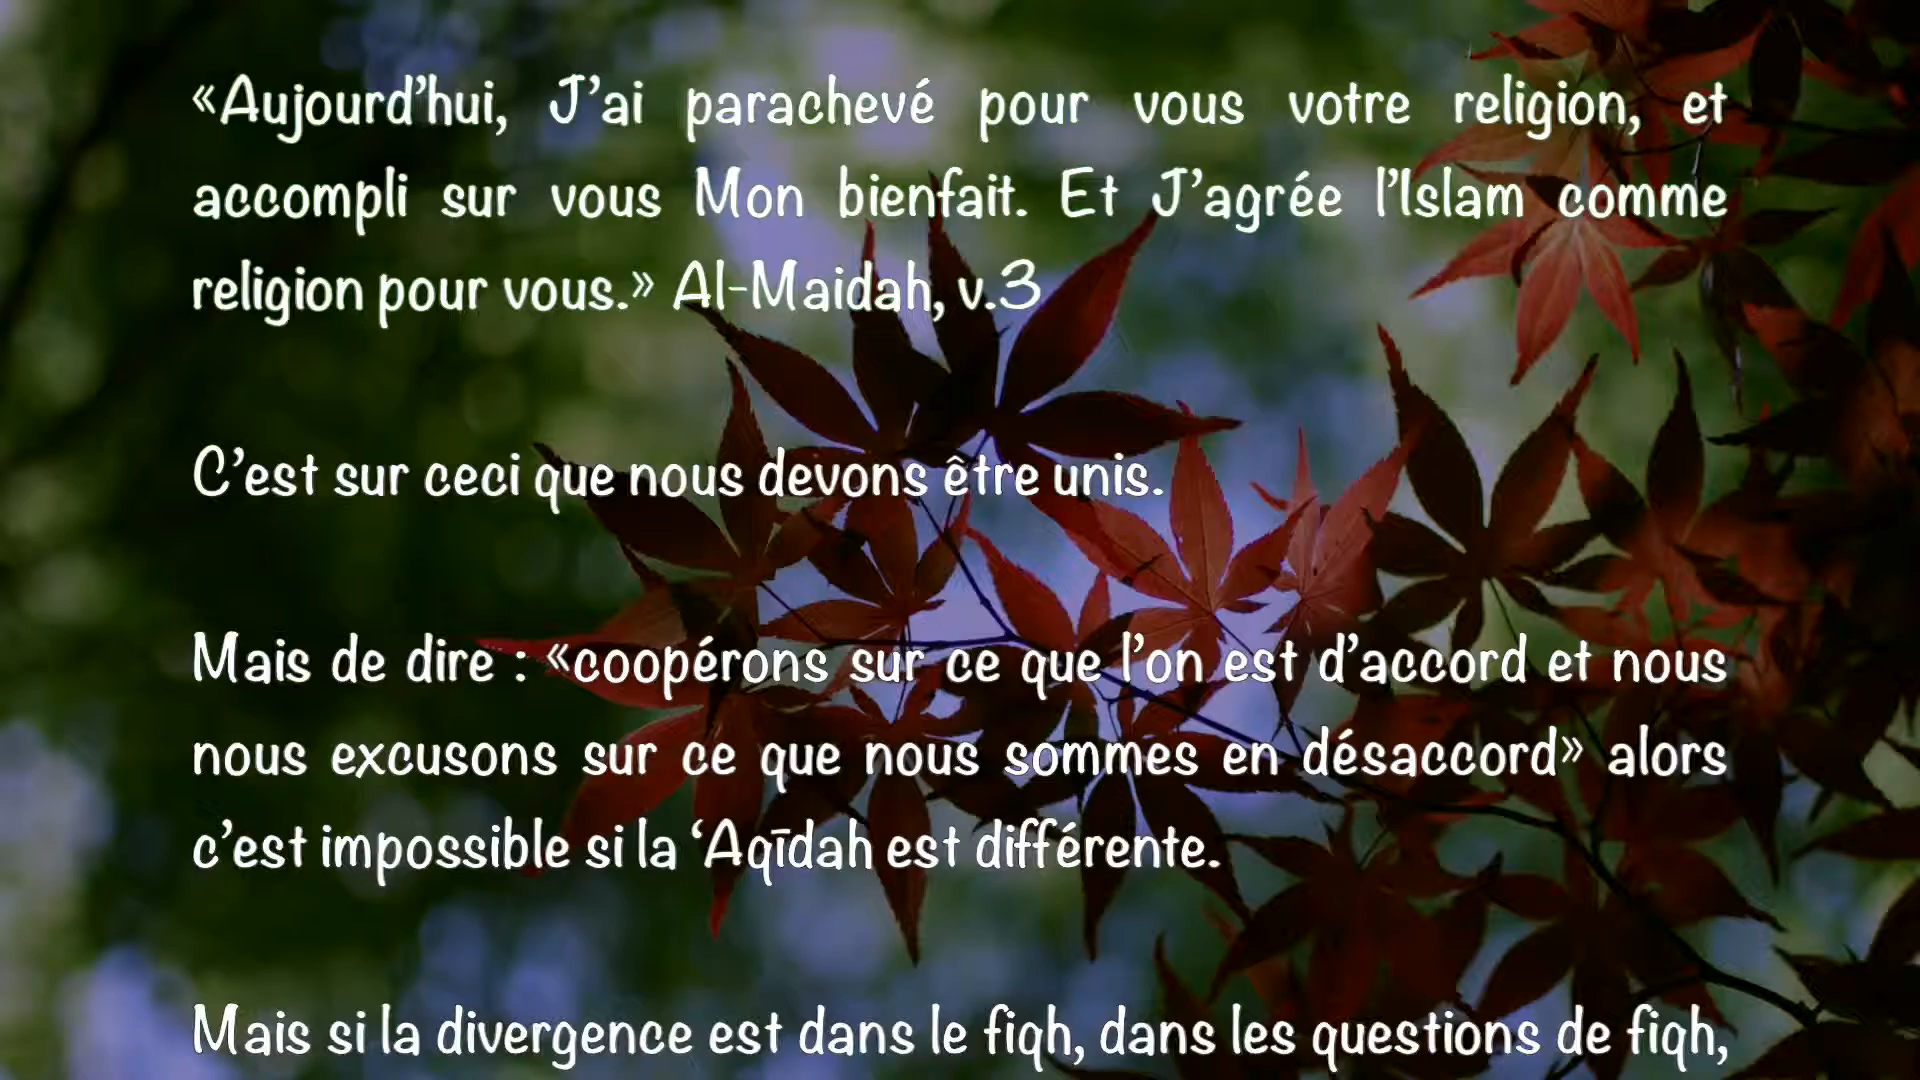 «Aujourd’hui, J’ai parachevé pour vous votre religion, et
accompli sur vous Mon bienfait. Et J’agrée l’Islam comme
religion pour vous.» Al-Maidah, v.3
C’est sur ceci que nous devons être unis.
Mais de dire : «coopérons sur ce que l’on est d’accord et nous
nous excusons sur ce que nous sommes en désaccord» alors
c’est impossible si la ‘Aqīdah est différente.
Mais si la divergence est dans le fiqh, dans les questions de fiqh,